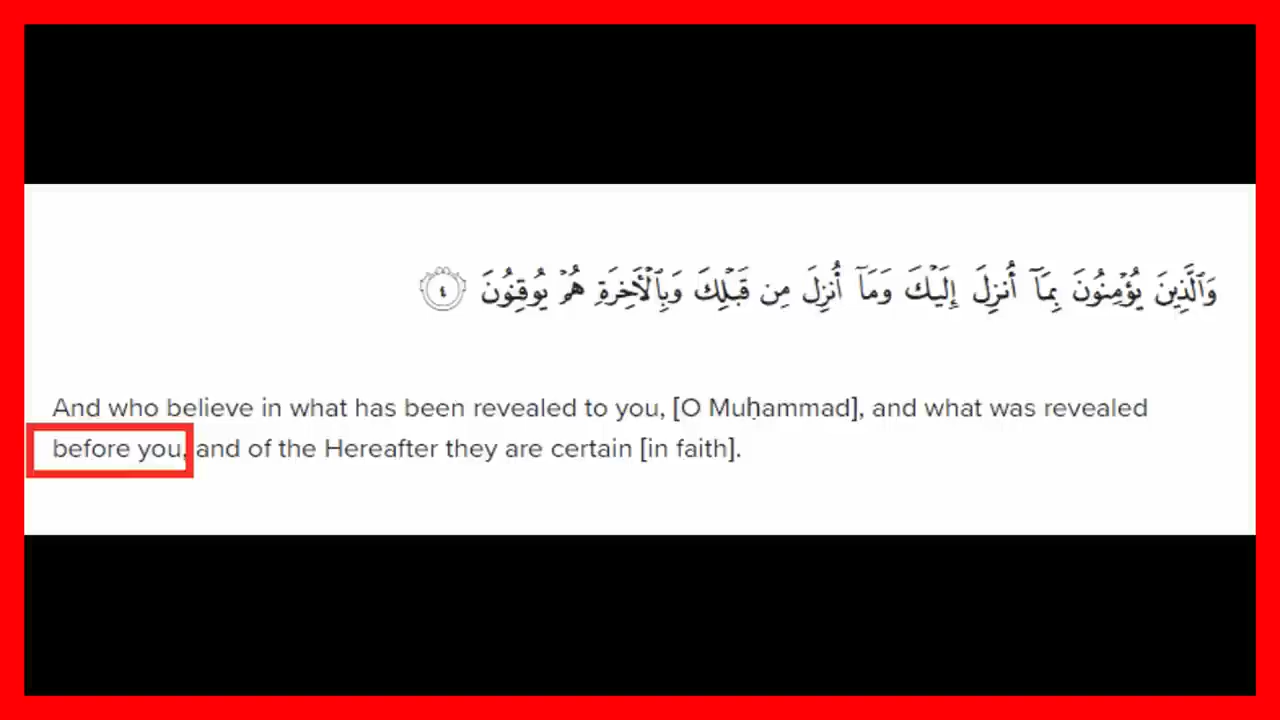 وَٱلَّذِينَ يُؤۡمِنُونَ بِمَآ أُنزِلَ إِلَيۡكَ وَمَآ أُنزِلَ مِن قَبۡلِكَ وَبِٱلۡأٓخِرَةِ هُمۡ يُوقِنُونَ ٤
And who believe in what has been revealed to you, [O Muḥammad], and what was revealed
before you, and of the Hereafter they are certain [in faith].